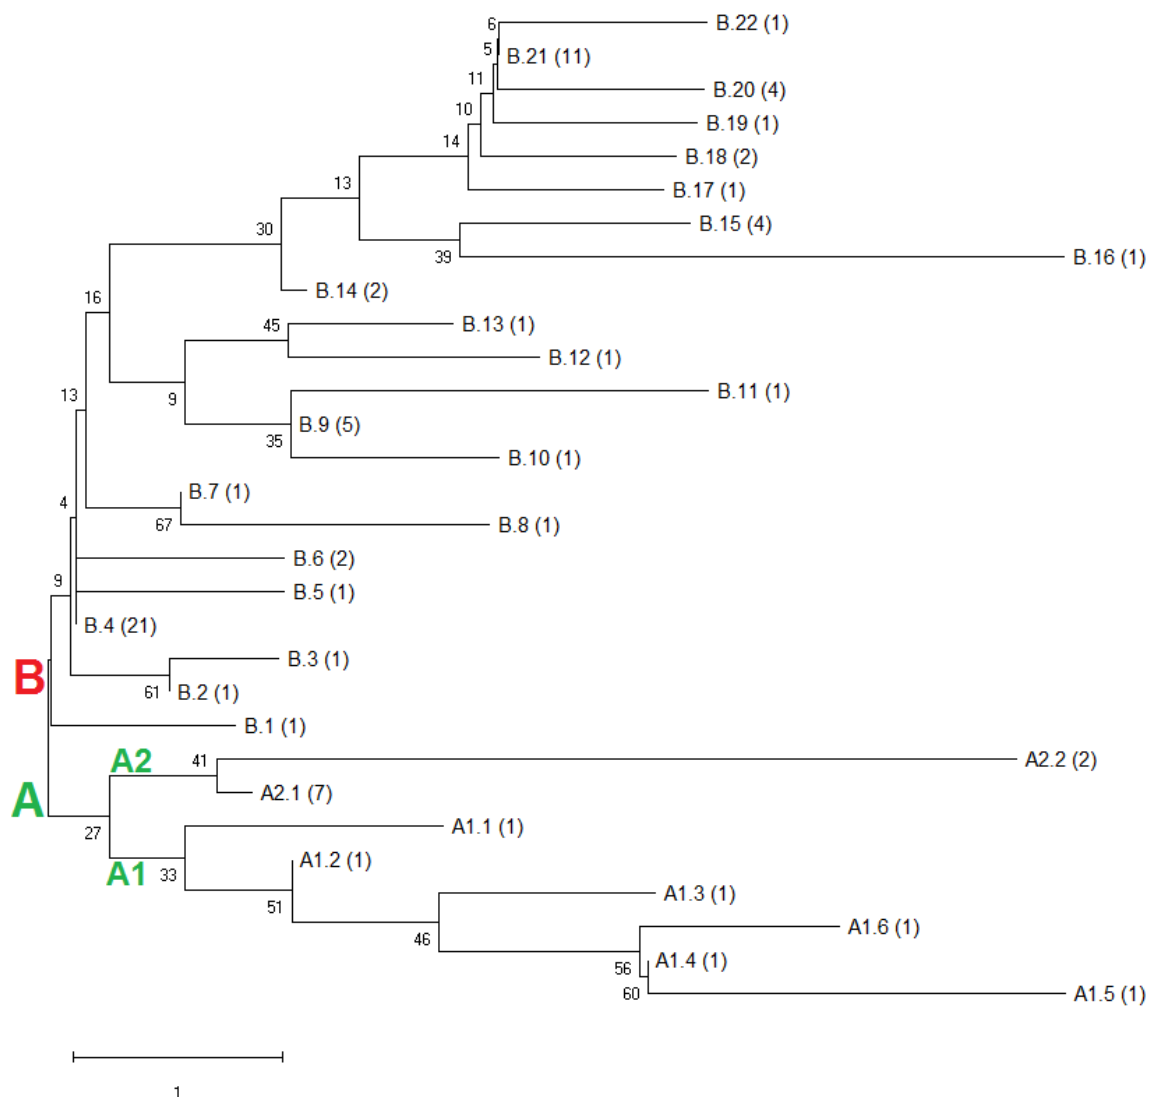 6
B.22 (1)
5
B.21 (11)
11
B.20 (4)
10
B.19 (1)
14
B.18 (2)
13
B.17 (1)
30
B.15 (4)
39
B.16 (1)
16
B.14 (2)
45
B.13 (1)
B.12 (1)
13
9
B.11 (1)
B.9 (5)
35
B.10 (1)
4
B.7 (1)
67
B.8 (1)
B.6 (2)
9
B.5 (1)
B.4 (21)
B
B.3 (1)
61
B.2 (1)
B.1 (1)
A2
41
A2.2 (2)
A
A2.1 (7)
27
A1.1 (1)
A1
33
A1.2 (1)
51
A1.3 (1)
46
A1.6 (1)
56
A1.4 (1)
60
A1.5 (1)
1